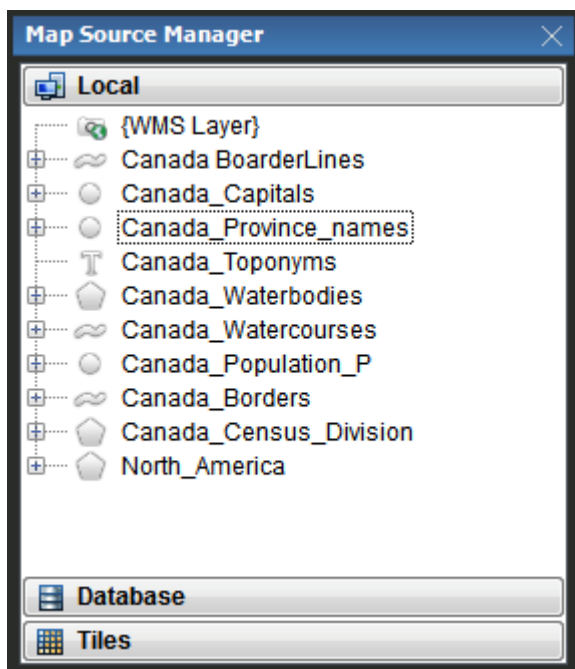 Map Source Manager
Local
{WMS Layer}
Canada BoarderLines
Canada_Capitals
Canada_Province_names
Canada_Toponyms
Canada_Waterbodies
Canada_Watercourses
Canada_Population_P
Canada_Borders
Canada_Census_Division
North_America
Database
Tiles